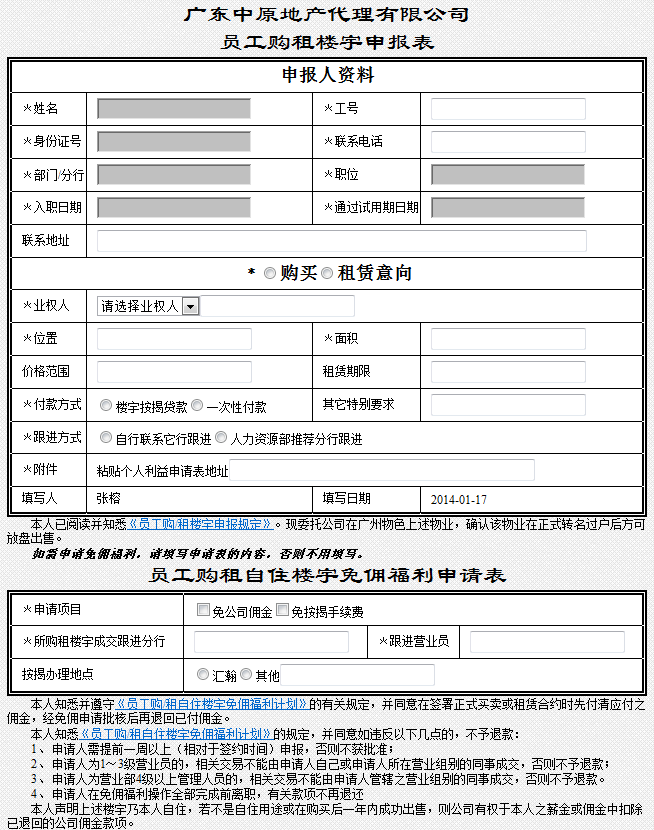 广东中原地产代理有限公司
员工购租楼宇申报表
申报人资料
*姓名 *工号
*身份证号 *联系电话
*部门/分行 *职位
*入职日期 *通过试用期日期
联系地址
* 购买 租赁意向
*业权人 请选择业权人
*位置 *面积
价格范围 租赁期限
*付款方式 楼宇按揭贷款 一次性付款 其它特别要求
*跟进方式 自行联系它行跟进 人力资源部推荐分行跟进
*附件 粘贴个人利益申请表地址
填写人 张榕 填写日期 2014-01-17
本人已阅读并知悉《员工购/租楼宇申报规定》。现委托公司在广州物色上述物业，确认该物业在正式转名过户后方可
放盘出售。
如需申请免佣福利，请填写申请表的内容，否则不用填写。
员工购租自住楼宇免佣福利申请表
*申请项目 免公司佣金 免按揭手续费
*所购租楼宇成交跟进分行 *跟进营业员
按揭办理地点 汇瀚 其他
本人知悉并遵守《员工购/租自住楼宇免佣福利计划》的有关规定，并同意在签署正式买卖或租赁合约时先付清应付之
佣金，经免佣申请批核后再退回已付佣金。
本人知悉《员工购/租自住楼宇免佣福利计划》的规定，并同意如违反以下几点的，不予退款：
1、申请人需提前一周以上（相对于签约时间）申报，否则不获批准；
2、申请人为1～3级营业员的，相关交易不能由申请人自己或申请人所在营业组别的同事成交，否则不予退款；
3、申请人为营业部4级以上管理人员的，相关交易不能由申请人管辖之营业组别的同事成交，否则不予退款。
4、申请人在免佣福利操作全部完成前离职，有关款项不再退还
本人声明上述楼宇乃本人自住，若不是自住用途或在购买后一年内成功出售，则公司有权于本人之薪金或佣金中扣除
已退回的公司佣金款项。